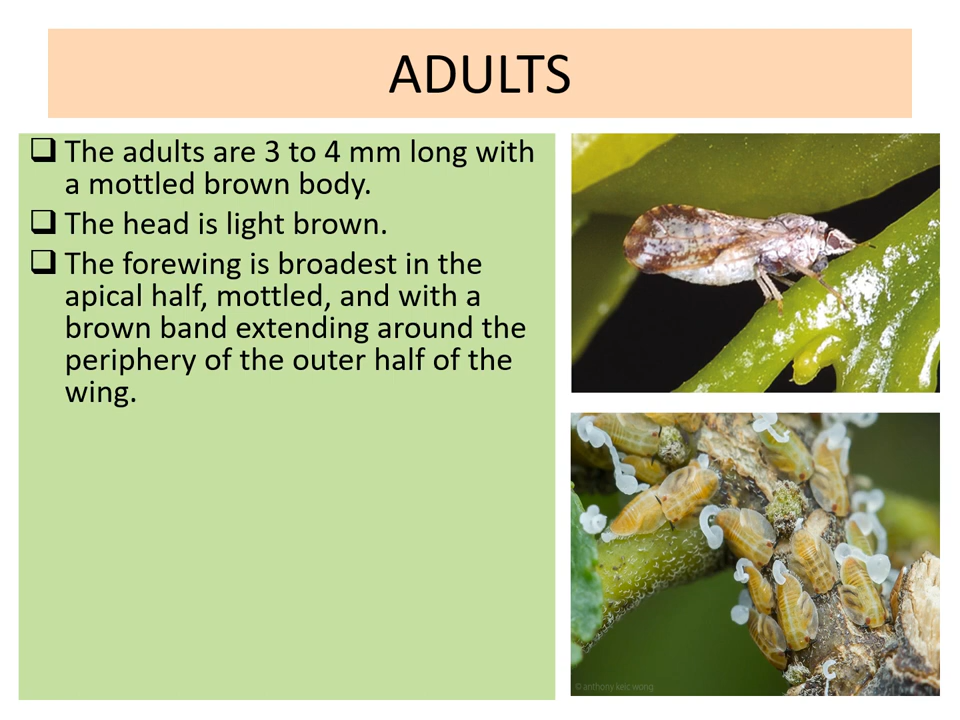 ADULTS
❑ The adults are 3 to 4 mm long with
a mottled brown body.
❑ The head is light brown.
❑ The forewing is broadest in the
apical half, mottled, and with a
brown band extending around the
periphery of the outer half of the
wing.
© anthony keic wong